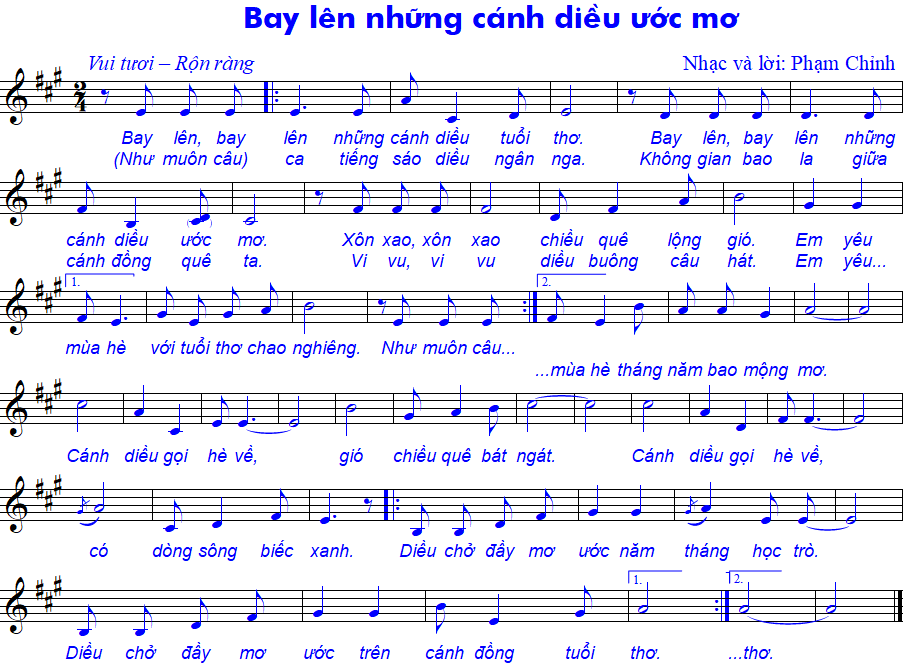 Bay lên những cánh diều ước mơ
Vui tươi – Rộn ràng
Nhạc và lời: Phạm Chỉnh
2
4
Bay lên, bay lên những cánh diều tuổi thơ. Bay lên, bay lên những
(Như muôn câu) ca tiếng sáo diều ngân nga. Không gian bao la giữa
cánh diều ước mơ. Xôn xao, xôn xao chiều quê lộng gió. Em yêu
cánh đồng quê ta. Vi vu, vi vu diều buông câu hát. Em yêu...
1.
2.
mùa hè với tuổi thơ chao nghiêng. Như muôn câu...
...mùa hè tháng năm bao mộng mơ.
Cánh diều gọi hè về, gió chiều quê bát ngát. Cánh diều gọi hè về,
có dòng sông biếc xanh. Diều chở đầy mơ ước năm tháng học trò.
1.
2.
Diều chở đầy mơ ước trên cánh đồng tuổi thơ. ...thơ.